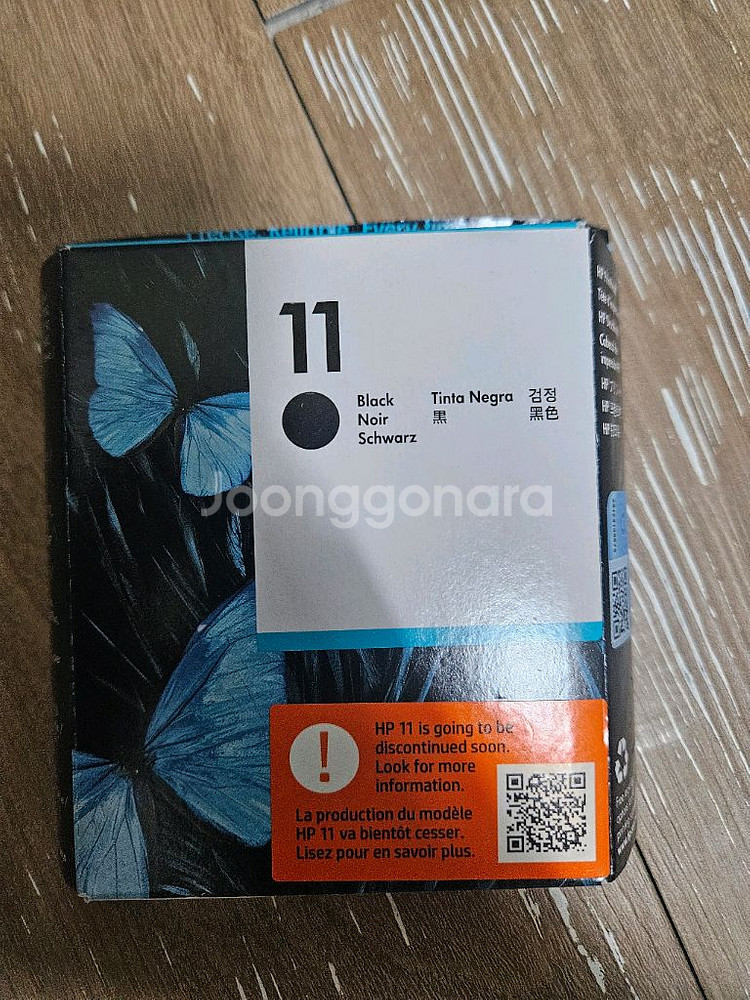 11
Black
Noir
Schwarz
Tinta Negra
黒
검정
黑色
Joonggonara
HP 11 is going to be
discontinued soon.
Look for more
information.
La production du modèle
HP 11 va bientôt cesser.
Lisez pour en savoir plus.